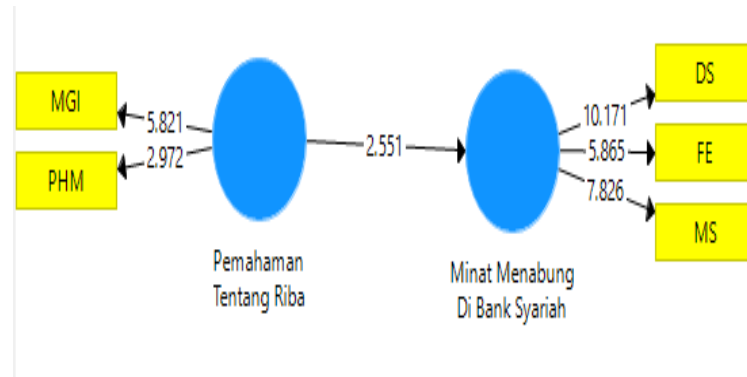 MGI
PHM
5.821
2.972
Pemahaman
Tentang Riba
2.551
Minat Menabung
Di Bank Syariah
10.171
5.865
7.826
DS
FE
MS